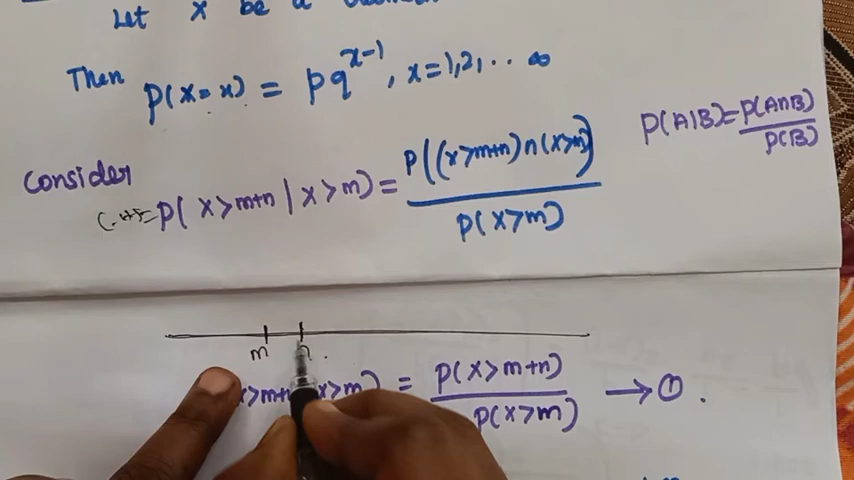 Let X be a
Then P(X=x) = pq^{x-1}, x=1,2,.. ∞
P(A|B)=P(A∩B)/P(B)
Consider
P(X>m+n | X>m) = P((X>m+n)∩(X>n))/P(X>m)
m n
X>m+n X>m) = P(X>m+n)/P(X>m) → ①.